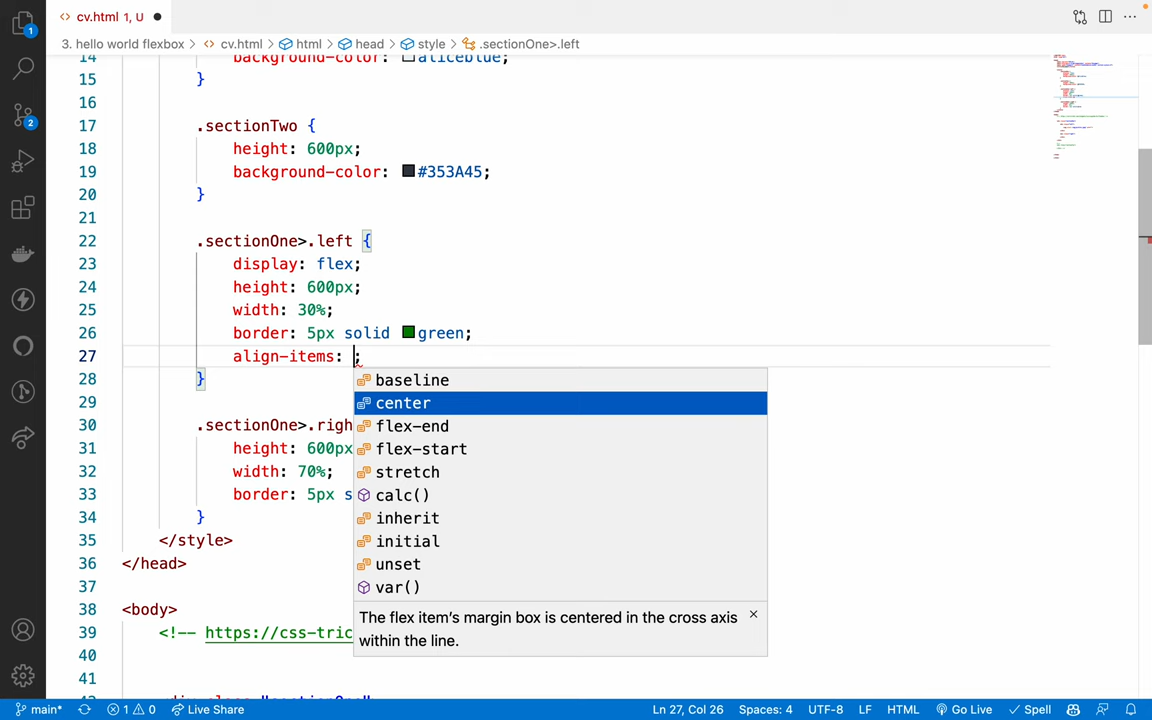 cv.html 1, U
3. hello world flexbox > cv.html > html > head > style > .sectionOne>.left
14 background-color: aliceblue;
15 }
16
17 .sectionTwo {
18 height: 600px;
19 background-color: #353A45;
20 }
21
22 .sectionOne>.left {
23 display: flex;
24 height: 600px;
25 width: 30%;
26 border: 5px solid green;
27 align-items: ;
28 }
baseline
center
flex-end
flex-start
stretch
calc()
inherit
initial
unset
var()
The flex item's margin box is centered in the cross axis
within the line.
29
30 .sectionOne>.righ
31 height: 600px
32 width: 70%;
33 border: 5px s
34 }
35 </style>
36 </head>
37
38 <body>
39 <!-- https://css-tric
40
41
1
2
main* 1 0 Live Share Ln 27, Col 26 Spaces: 4 UTF-8 LF HTML Go Live Spell